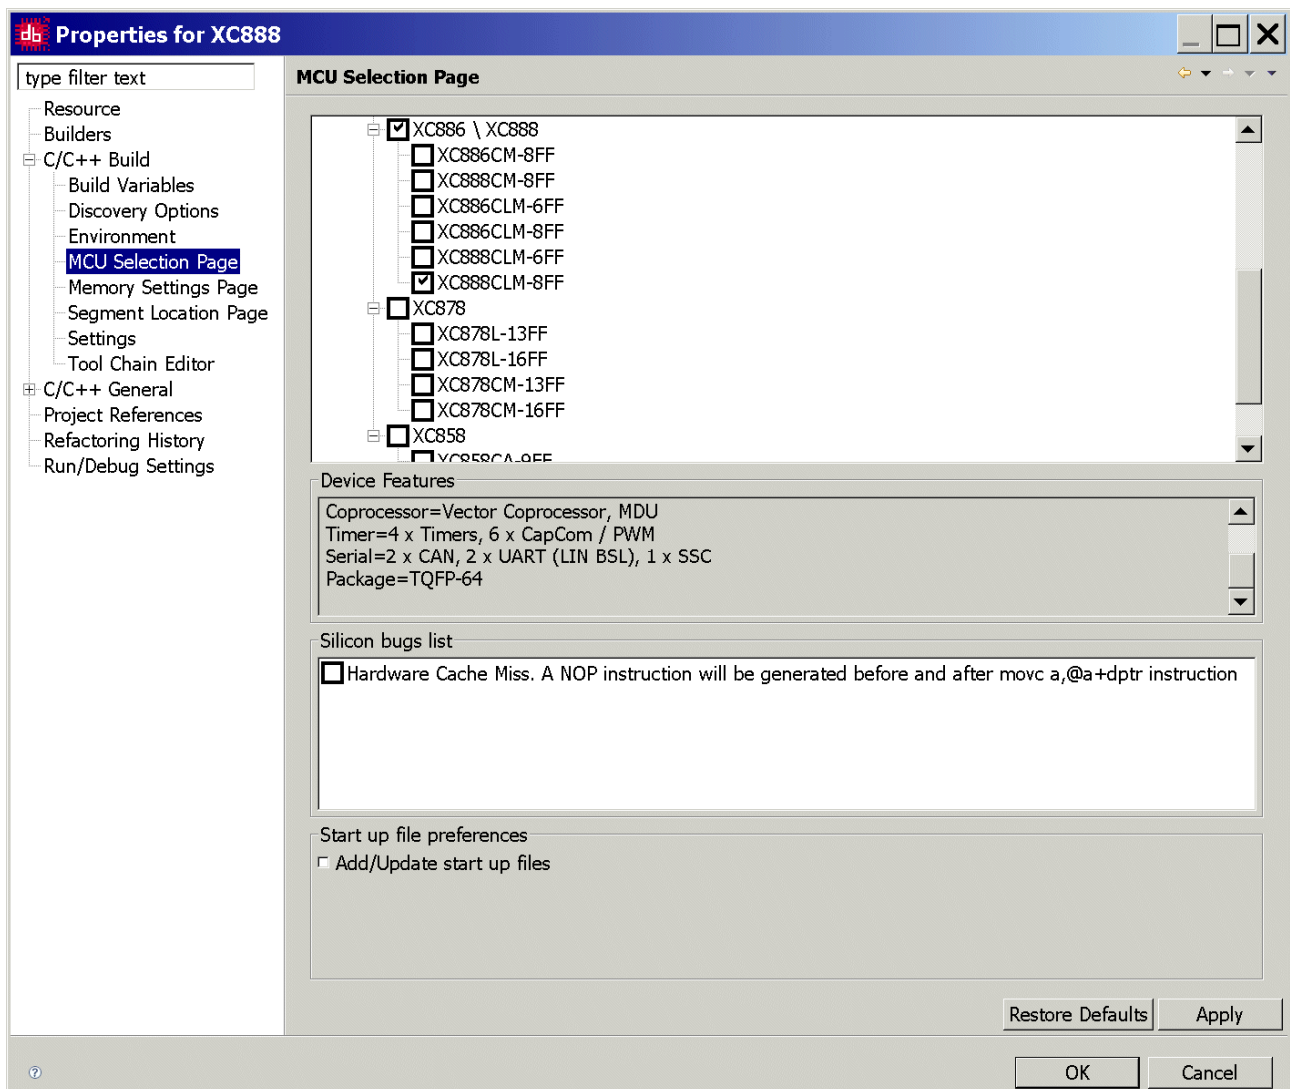 Properties for XC888
type filter text
Resource
Builders
C/C++ Build
Build Variables
Discovery Options
Environment
MCU Selection Page
Memory Settings Page
Segment Location Page
Settings
Tool Chain Editor
C/C++ General
Project References
Refactoring History
Run/Debug Settings
MCU Selection Page
XC886 \ XC888
XC886CM-8FF
XC888CM-8FF
XC886CLM-6FF
XC886CLM-8FF
XC888CLM-6FF
XC888CLM-8FF
XC878
XC878L-13FF
XC878L-16FF
XC878CM-13FF
XC878CM-16FF
XC858
XC858CA-9FF
Device Features
Coprocessor=Vector Coprocessor, MDU
Timer=4 x Timers, 6 x CapCom / PWM
Serial=2 x CAN, 2 x UART (LIN BSL), 1 x SSC
Package=TQFP-64
Silicon bugs list
Hardware Cache Miss. A NOP instruction will be generated before and after movc a,@a+dptr instruction
Start up file preferences
Add/Update start up files
Restore Defaults
Apply
OK
Cancel